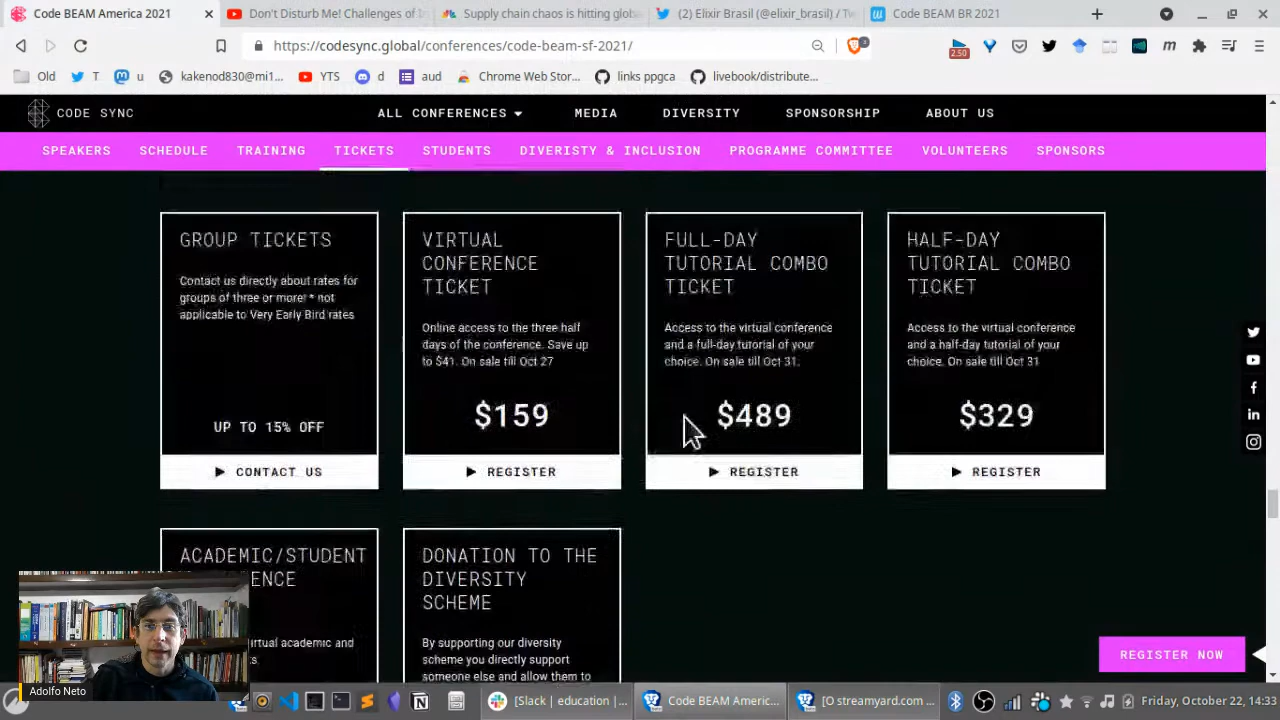 Code BEAM America 2021
Don't Disturb Me! Challenges of
Supply chain chaos is hitting glob
(2) Elixir Brasil (@elixir_brasil) / Tw
Code BEAM BR 2021
https://codesync.global/conferences/code-beam-sf-2021/
2
2.50
m
Old
T
u
kakenod830@mi1...
YTS
d
aud
Chrome Web Stor...
links ppgca
livebook/distribute...
CODE SYNC
ALL CONFERENCES
MEDIA
DIVERSITY
SPONSORSHIP
ABOUT US
SPEAKERS
SCHEDULE
TRAINING
TICKETS
STUDENTS
DIVERISTY & INCLUSION
PROGRAMME COMMITTEE
VOLUNTEERS
SPONSORS
GROUP TICKETS
Contact us directly about rates for
groups of three or more! * not
applicable to Very Early Bird rates
UP TO 15% OFF
CONTACT US
VIRTUAL
CONFERENCE
TICKET
Online access to the three half
days of the conference. Save up
to $41. On sale till Oct 27
$159
REGISTER
FULL-DAY
TUTORIAL COMBO
TICKET
Access to the virtual conference
and a full-day tutorial of your
choice. On sale till Oct 31.
$489
REGISTER
HALF-DAY
TUTORIAL COMBO
TICKET
Access to the virtual conference
and a half-day tutorial of your
choice. On sale till Oct 31
$329
REGISTER
ACADEMIC/STUDENT
ENCE
irtual academic and
DONATION TO THE
DIVERSITY
SCHEME
By supporting our diversity
scheme you directly support
someone else and allow them to
REGISTER NOW
Adolfo Neto
[Slack | education |...
Code BEAM Americ...
[O streamyard.com ...
Friday, October 22, 14:33